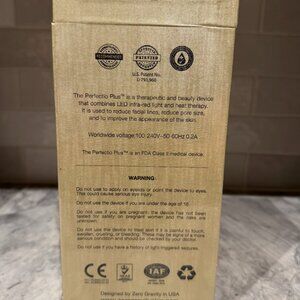 RECOMMENDED
PATENTED
U.S. Patent No.
D 793,960
The Perfectio Plus™ is a therapeutic and beauty device
that combines LED infra-red light and heat therapy.
It is used to reduce facial lines, reduce pore size,
and to improve the appearance of the skin.
Worldwide voltage:100-240V~50-60Hz 0.2A
The Perfectio Plus™ is an FDA Class II medical device.
WARNING:
Do not use to apply on eyelids or point the device to eyes.
This could cause serious eye injury.
Do not use the device if you are under the age of 18.
Do not use if you are pregnant; the device has not been
tested for safety on pregnant women and the risks are
unknown.
Do not use the device to treat skin if it is painful to touch,
swollen, crusting, or bleeding. These may be signs of a more
serious condition and should be checked by your doctor.
Do not use if you have a history of light triggered seizures.
CE
IAF
Designed by Zero Gravity in USA